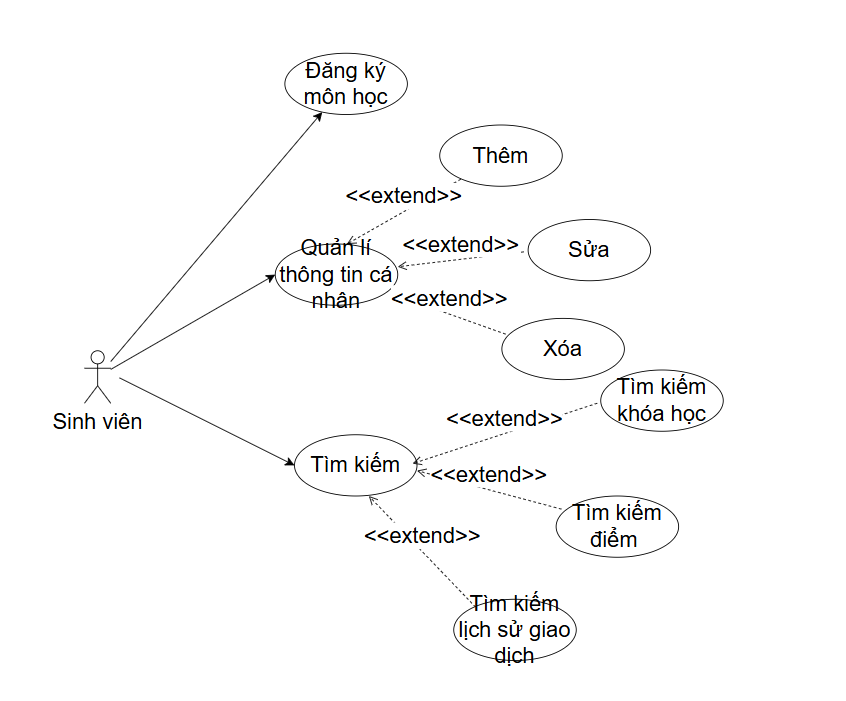 Đăng ký
môn học
Thêm
<<extend>>
Quản lí
thông tin cá
nhân
<<extend>>
Sửa
<<extend>>
Xóa
Sinh viên
Tìm kiếm
<<extend>>
Tìm kiếm
khóa học
<<extend>>
Tìm kiếm
điểm
<<extend>>
Tìm kiếm
lịch sử giao
dịch